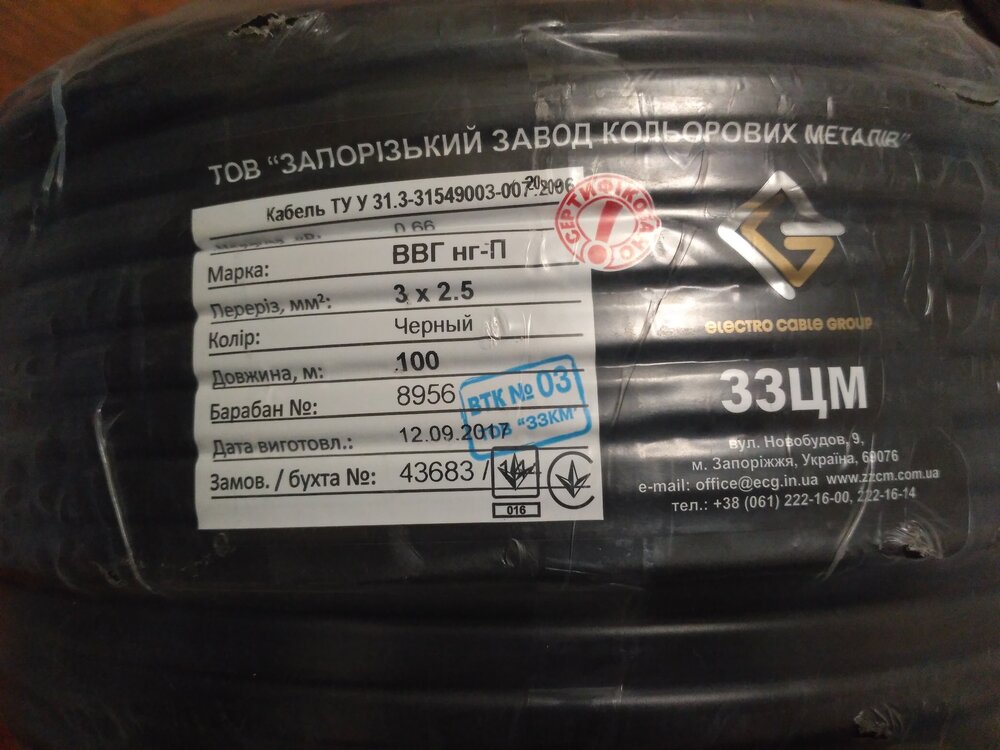 ТОВ “ЗАПОРІЗЬКИЙ ЗАВОД КОЛЬОРОВИХ МЕТАЛІВ”
Кабель ТУ У 31.3-31549003-007:2006
0.66
Марка: ВВГ нг-П
Переріз, мм²: 3 x 2.5
Колір: Черный
Довжина, м: 100
Барабан №: 8956
Дата виготовл.: 12.09.2017
Замов. / бухта №: 43683 /
СЕРТИФІКОВАНО
ВТК № 03
ТОВ "ЗЗКМ"
016
ELECTRO CABLE GROUP
ЗЗЦМ
вул. Новобудов, 9,
м. Запоріжжя, Україна, 69076
e-mail: office@ecg.in.ua www.zzcm.com.ua
тел.: +38 (061) 222-16-00, 222-16-14